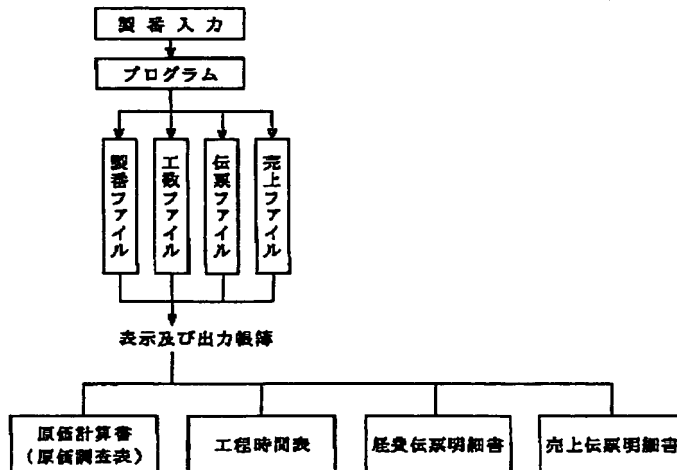 製番入力
プログラム
製番ファイル
工数ファイル
伝票ファイル
売上ファイル
表示及び出力帳簿
原価計算書
(原価調査表)
工程時間表
経費伝票明細書
売上伝票明細書